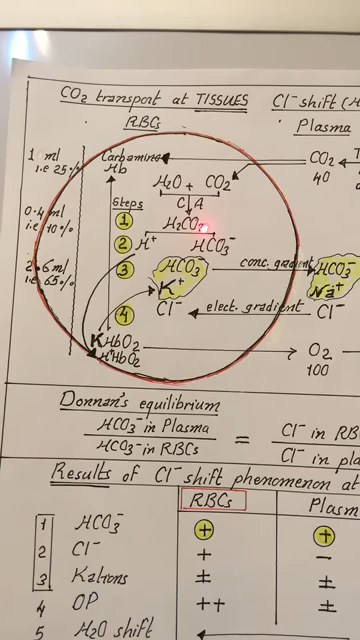 CO₂ transport at TISSUES Cl⁻ shift (
RBCs Plasma
1 ml Carbamino CO₂
i.e 25% Hb 40
H₂O + CO₂
C A
Steps
0.4 ml 1 H₂CO₃
i.e 10% 2 H⁺ HCO₃⁻
3 HCO₃ conc. gradient HCO₃⁻
2.6ml K⁺ Na⁺
i.e 65% Cl⁻ elect. gradient Cl⁻
4
KHbO₂ O₂
HHbO₂ 100
Donnan's equilibrium
HCO₃⁻ in Plasma = Cl⁻ in RB
HCO₃⁻ in RBCs Cl⁻ in pla
Results of Cl⁻ shift phenomenon at
RBCs Plasm
1 HCO₃⁻ + +
2 Cl⁻ + −
3 Kations ± ±
4 OP ++ ±
5 H₂O shift